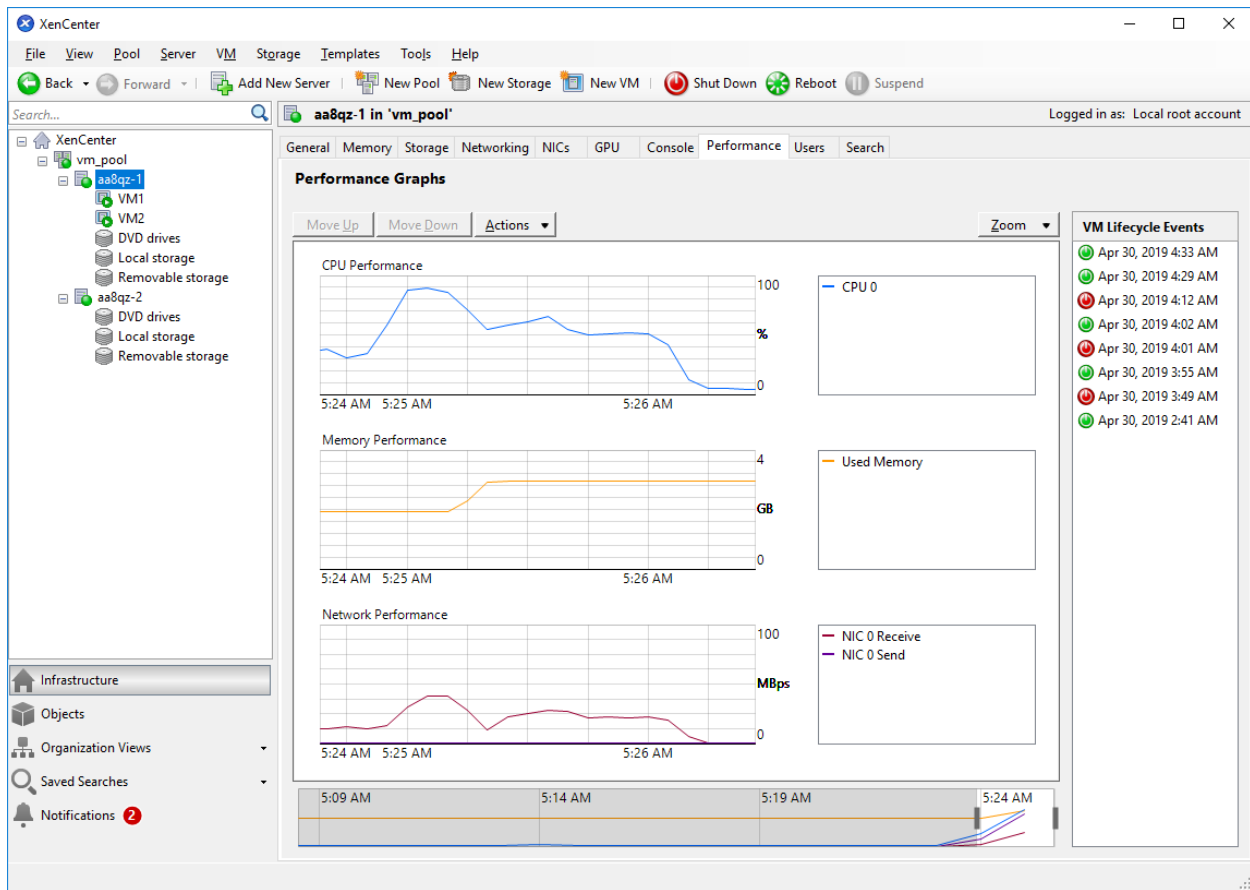 XenCenter
File View Pool Server VM Storage Templates Tools Help
Back Forward Add New Server New Pool New Storage New VM Shut Down Reboot Suspend
Search...
aa8qz-1 in 'vm_pool' Logged in as: Local root account
XenCenter
vm_pool
aa8qz-1
VM1
VM2
DVD drives
Local storage
Removable storage
aa8qz-2
DVD drives
Local storage
Removable storage
Infrastructure
Objects
Organization Views
Saved Searches
Notifications 2
General Memory Storage Networking NICs GPU Console Performance Users Search
Performance Graphs
Move Up Move Down Actions Zoom
CPU Performance
100
%
0
5:24 AM 5:25 AM 5:26 AM
CPU 0
Memory Performance
4
GB
0
5:24 AM 5:25 AM 5:26 AM
Used Memory
Network Performance
100
MBps
0
5:24 AM 5:25 AM 5:26 AM
NIC 0 Receive
NIC 0 Send
5:09 AM 5:14 AM 5:19 AM 5:24 AM
VM Lifecycle Events
Apr 30, 2019 4:33 AM
Apr 30, 2019 4:29 AM
Apr 30, 2019 4:12 AM
Apr 30, 2019 4:02 AM
Apr 30, 2019 4:01 AM
Apr 30, 2019 3:55 AM
Apr 30, 2019 3:49 AM
Apr 30, 2019 2:41 AM